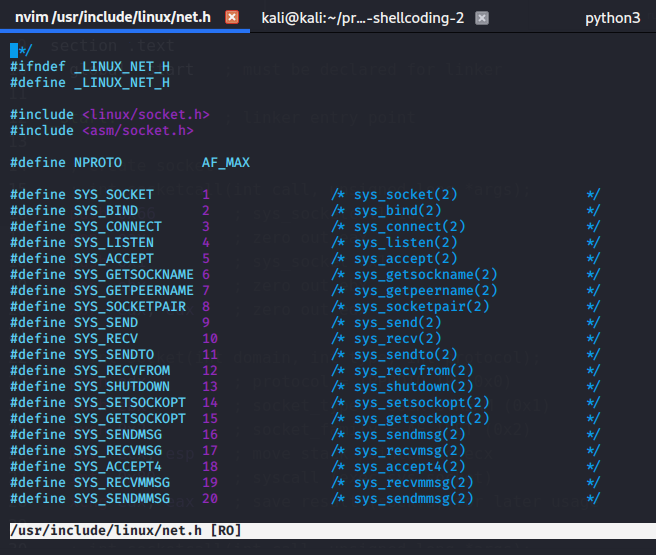 nvim /usr/include/linux/net.h
kali@kali:~/pr…-shellcoding-2
python3
*/
#ifndef _LINUX_NET_H
#define _LINUX_NET_H
#include <linux/socket.h>
#include <asm/socket.h>
#define NPROTO AF_MAX
#define SYS_SOCKET 1 /* sys_socket(2) */
#define SYS_BIND 2 /* sys_bind(2) */
#define SYS_CONNECT 3 /* sys_connect(2) */
#define SYS_LISTEN 4 /* sys_listen(2) */
#define SYS_ACCEPT 5 /* sys_accept(2) */
#define SYS_GETSOCKNAME 6 /* sys_getsockname(2) */
#define SYS_GETPEERNAME 7 /* sys_getpeername(2) */
#define SYS_SOCKETPAIR 8 /* sys_socketpair(2) */
#define SYS_SEND 9 /* sys_send(2) */
#define SYS_RECV 10 /* sys_recv(2) */
#define SYS_SENDTO 11 /* sys_sendto(2) */
#define SYS_RECVFROM 12 /* sys_recvfrom(2) */
#define SYS_SHUTDOWN 13 /* sys_shutdown(2) */
#define SYS_SETSOCKOPT 14 /* sys_setsockopt(2) */
#define SYS_GETSOCKOPT 15 /* sys_getsockopt(2) */
#define SYS_SENDMSG 16 /* sys_sendmsg(2) */
#define SYS_RECVMSG 17 /* sys_recvmsg(2) */
#define SYS_ACCEPT4 18 /* sys_accept4(2) */
#define SYS_RECVMMSG 19 /* sys_recvmmsg(2) */
#define SYS_SENDMMSG 20 /* sys_sendmmsg(2) */
/usr/include/linux/net.h [RO]